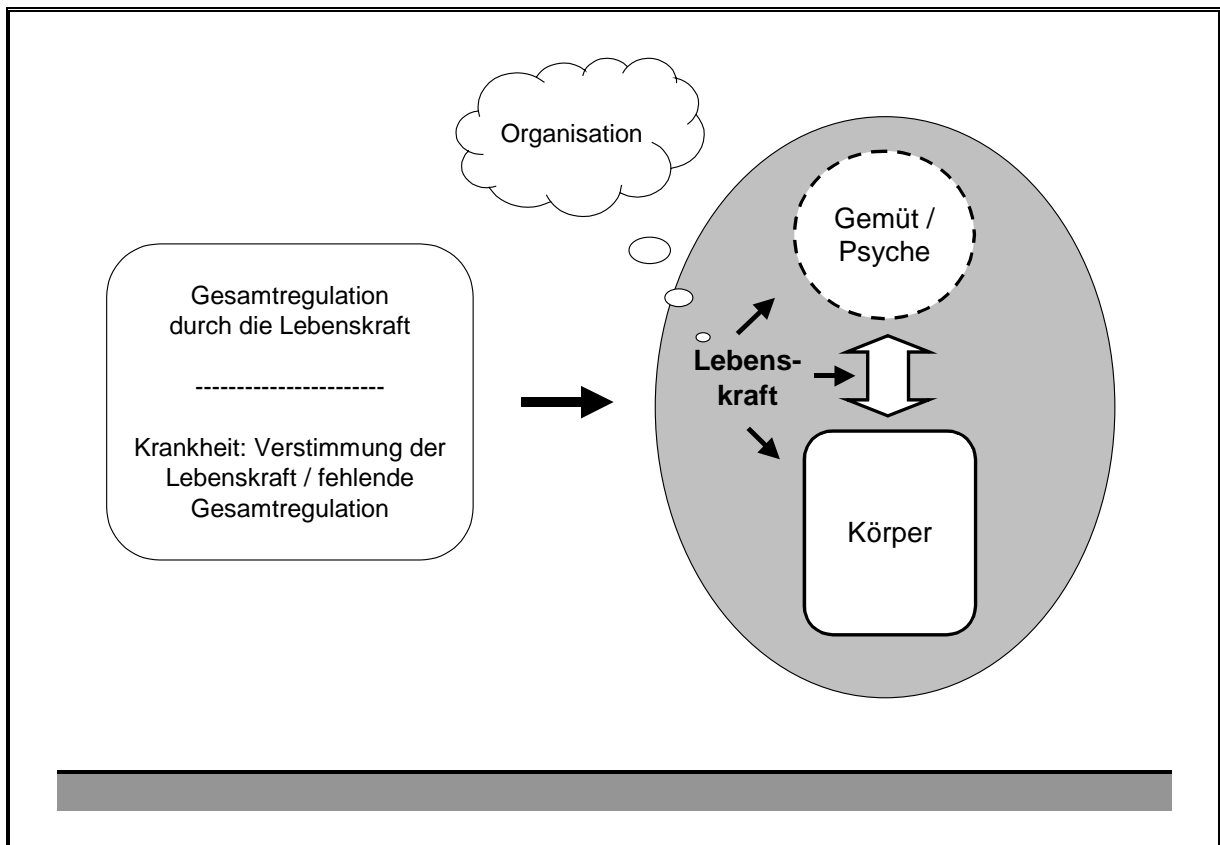 Organisation
Gemüt /
Psyche
Gesamtregulation
durch die Lebenskraft
-----------------------
Krankheit: Verstimmung der
Lebenskraft / fehlende
Gesamtregulation
Lebens-
kraft
Körper